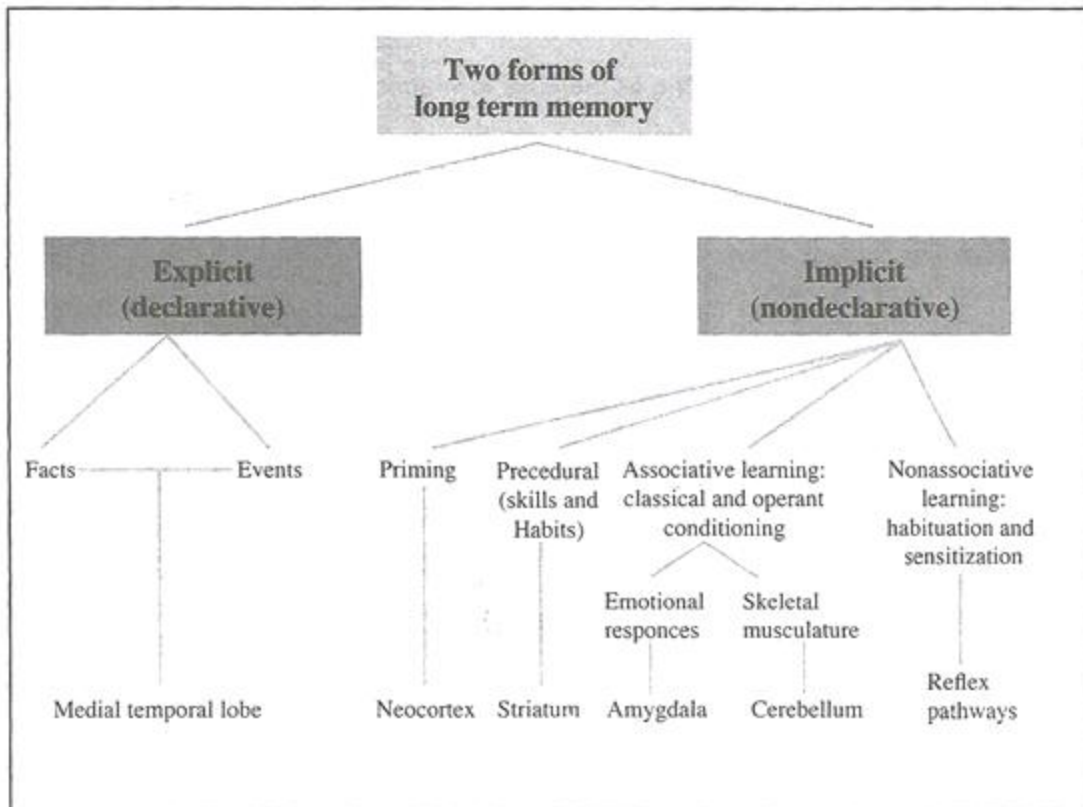 Two forms of
long term memory
Explicit
(declarative)
Implicit
(nondeclarative)
Facts
Events
Priming
Precedural
(skills and
Habits)
Associative learning:
classical and operant
conditioning
Nonassociative
learning:
habituation and
sensitization
Emotional
responces
Skeletal
musculature
Medial temporal lobe
Neocortex
Striatum
Amygdala
Cerebellum
Reflex
pathways